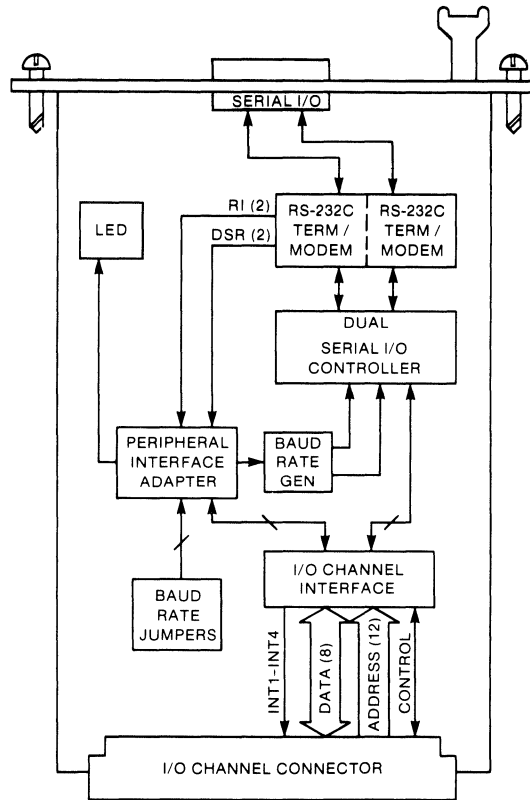 SERIAL I/O
RI (2)
DSR (2)
RS-232C
TERM /
MODEM
RS-232C
TERM /
MODEM
LED
DUAL
SERIAL I/O
CONTROLLER
PERIPHERAL
INTERFACE
ADAPTER
BAUD
RATE
GEN
BAUD
RATE
JUMPERS
I/O CHANNEL
INTERFACE
INT1-INT4
DATA (8)
ADDRESS (12)
CONTROL
I/O CHANNEL CONNECTOR